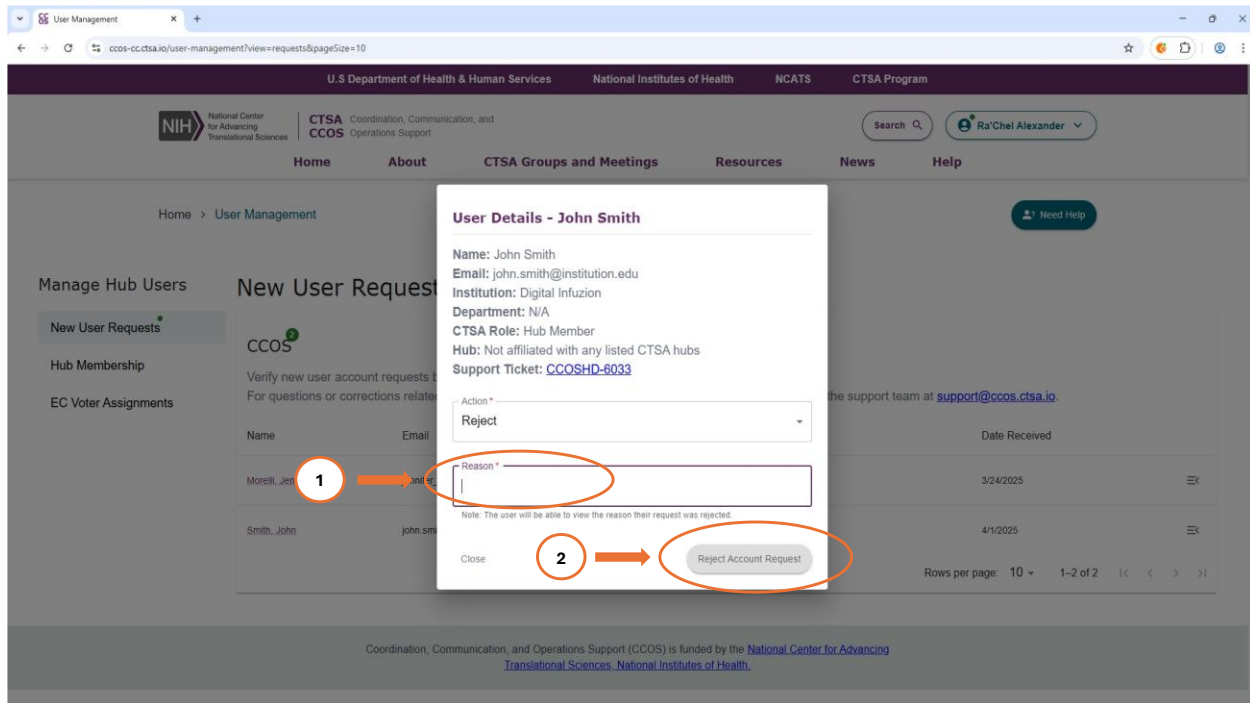 User Management
ccos-cc.ctsa.io/user-management?view=requests&pageSize=10
U.S Department of Health & Human Services National Institutes of Health NCATS CTSA Program
NIH
National Center
for Advancing
Translational Sciences
CTSA Coordination, Communication, and
CCOS Operations Support
Search
Ra'Chel Alexander
Home About CTSA Groups and Meetings Resources News Help
Home > User Management
Need Help
Manage Hub Users
New User Requests
Hub Membership
EC Voter Assignments
New User Request
CCOS 2
Verify new user account requests
For questions or corrections relate
the support team at support@ccos.ctsa.io.
Name Email Date Received
Morelli, Jen 3/24/2025
Smith, John john.smi 4/1/2025
Rows per page: 10 1–2 of 2
User Details - John Smith
Name: John Smith
Email: john.smith@institution.edu
Institution: Digital Infuzion
Department: N/A
CTSA Role: Hub Member
Hub: Not affiliated with any listed CTSA hubs
Support Ticket: CCOSHD-6033
Action *
Reject
1
Reason *
Note: The user will be able to view the reason their request was rejected.
Close
2
Reject Account Request
Coordination, Communication, and Operations Support (CCOS) is funded by the National Center for Advancing
Translational Sciences, National Institutes of Health.